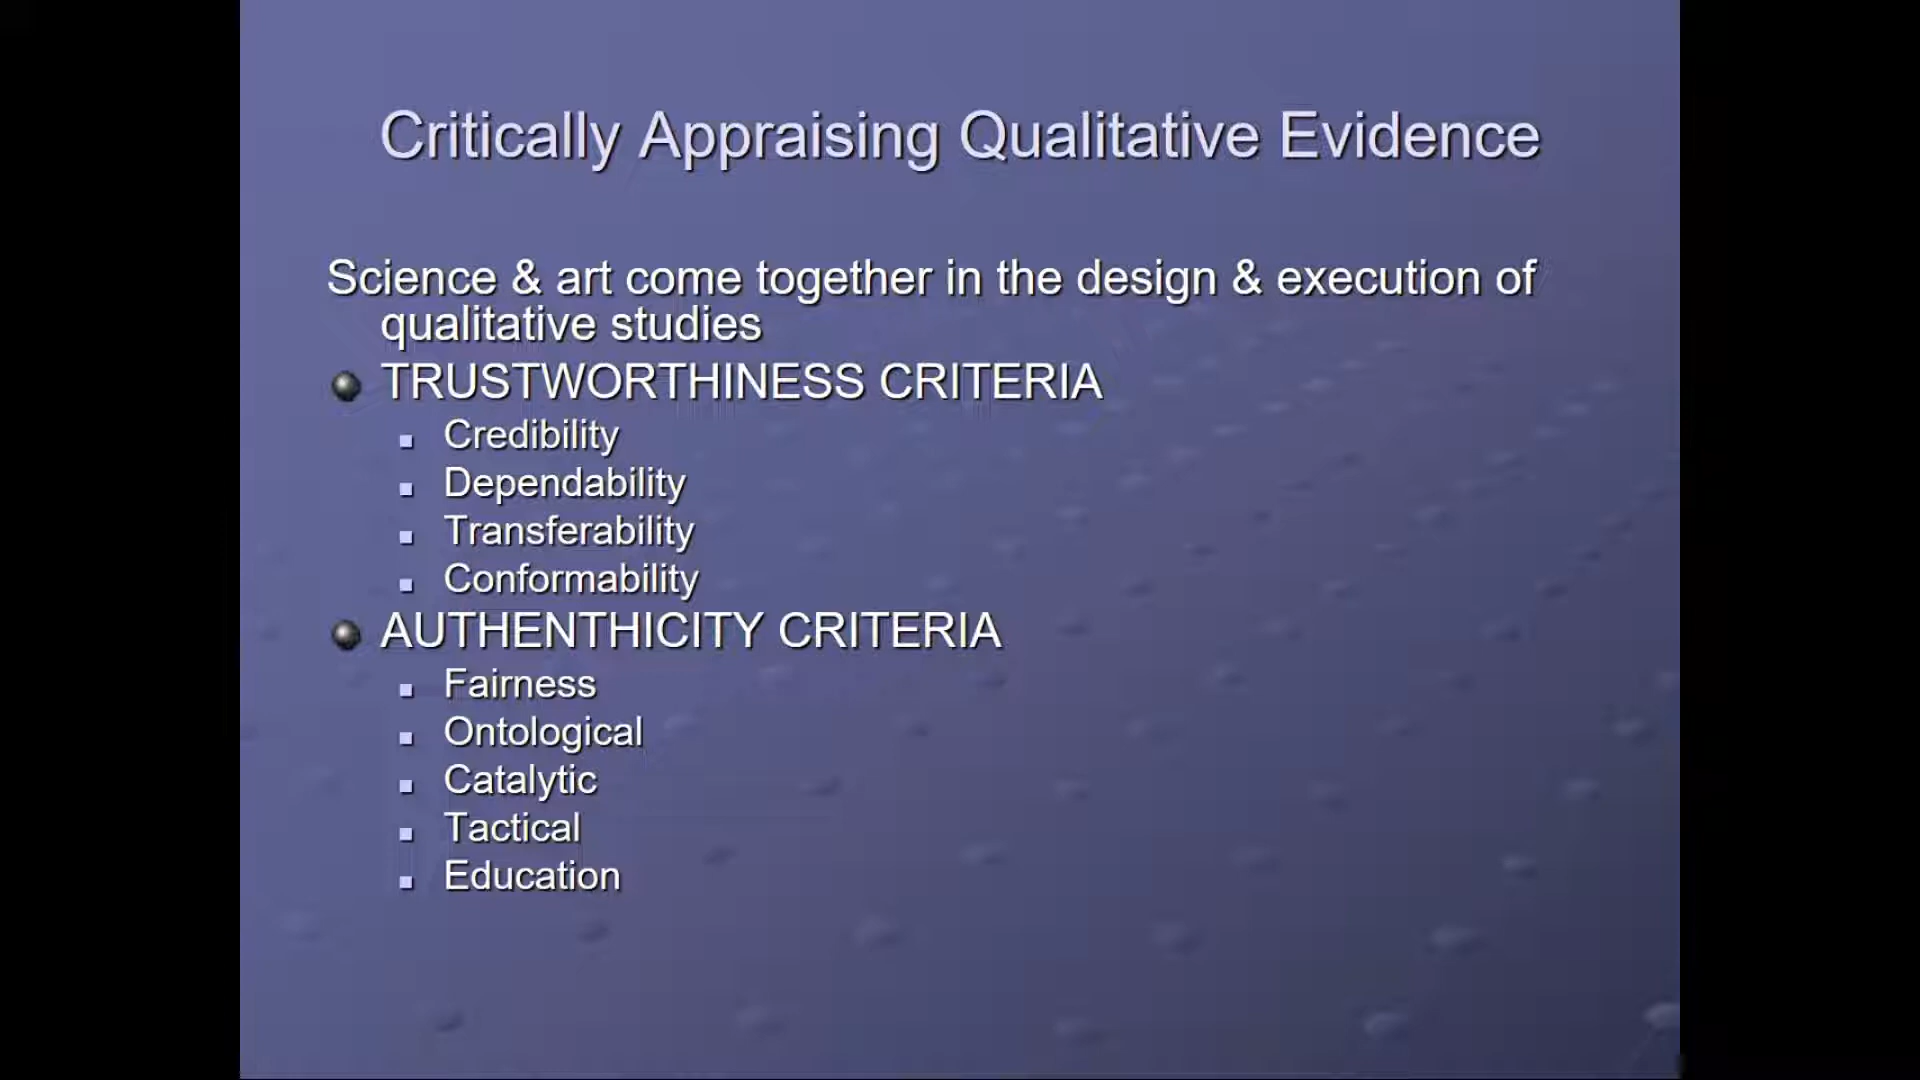 Critically Appraising Qualitative Evidence
Science & art come together in the design & execution of
qualitative studies
TRUSTWORTHINESS CRITERIA
Credibility
Dependability
Transferability
Conformability
AUTHENTHICITY CRITERIA
Fairness
Ontological
Catalytic
Tactical
Education